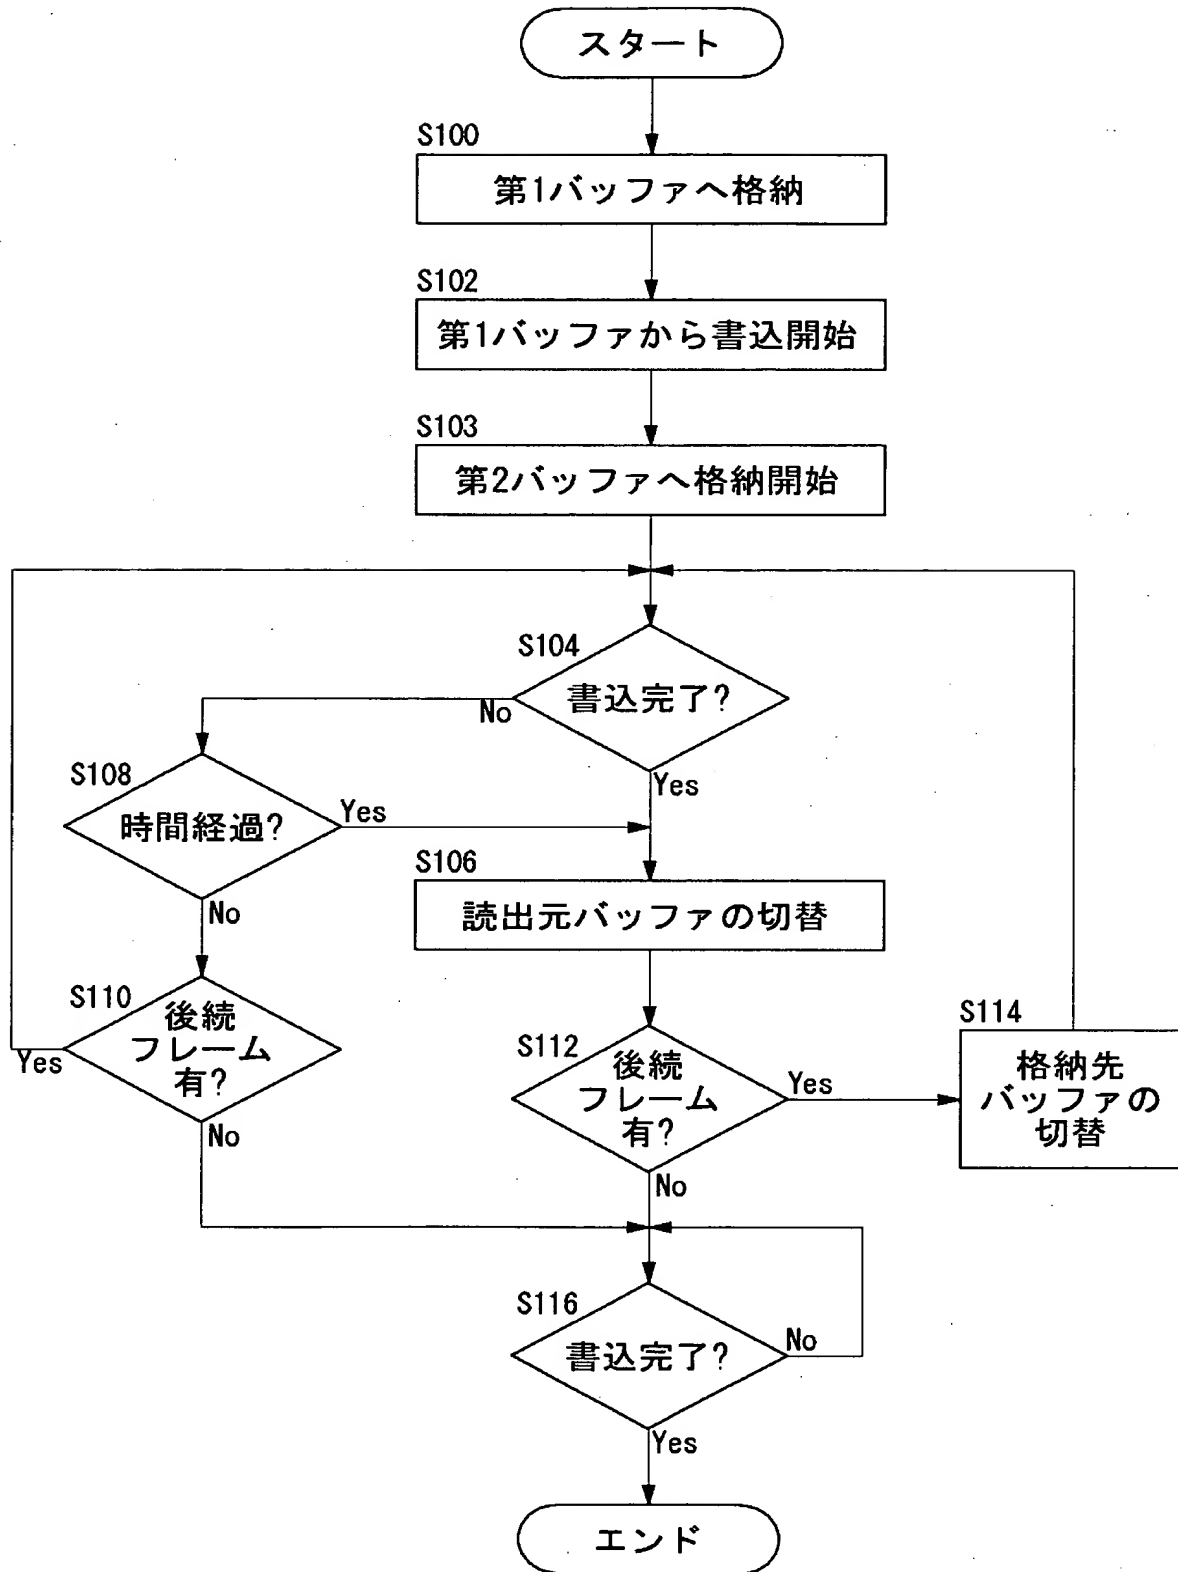 スタート
S100
第1バッファへ格納
S102
第1バッファから書込開始
S103
第2バッファへ格納開始
S104
書込完了?
No
Yes
S108
時間経過?
Yes
No
S106
読出元バッファの切替
S110
後続
フレーム
有?
Yes
No
S112
後続
フレーム
有?
Yes
No
S114
格納先
バッファの
切替
S116
書込完了?
No
Yes
エンド